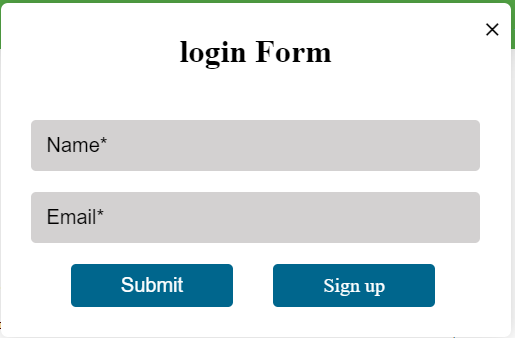 login Form
Name*
Email*
Submit
Sign up